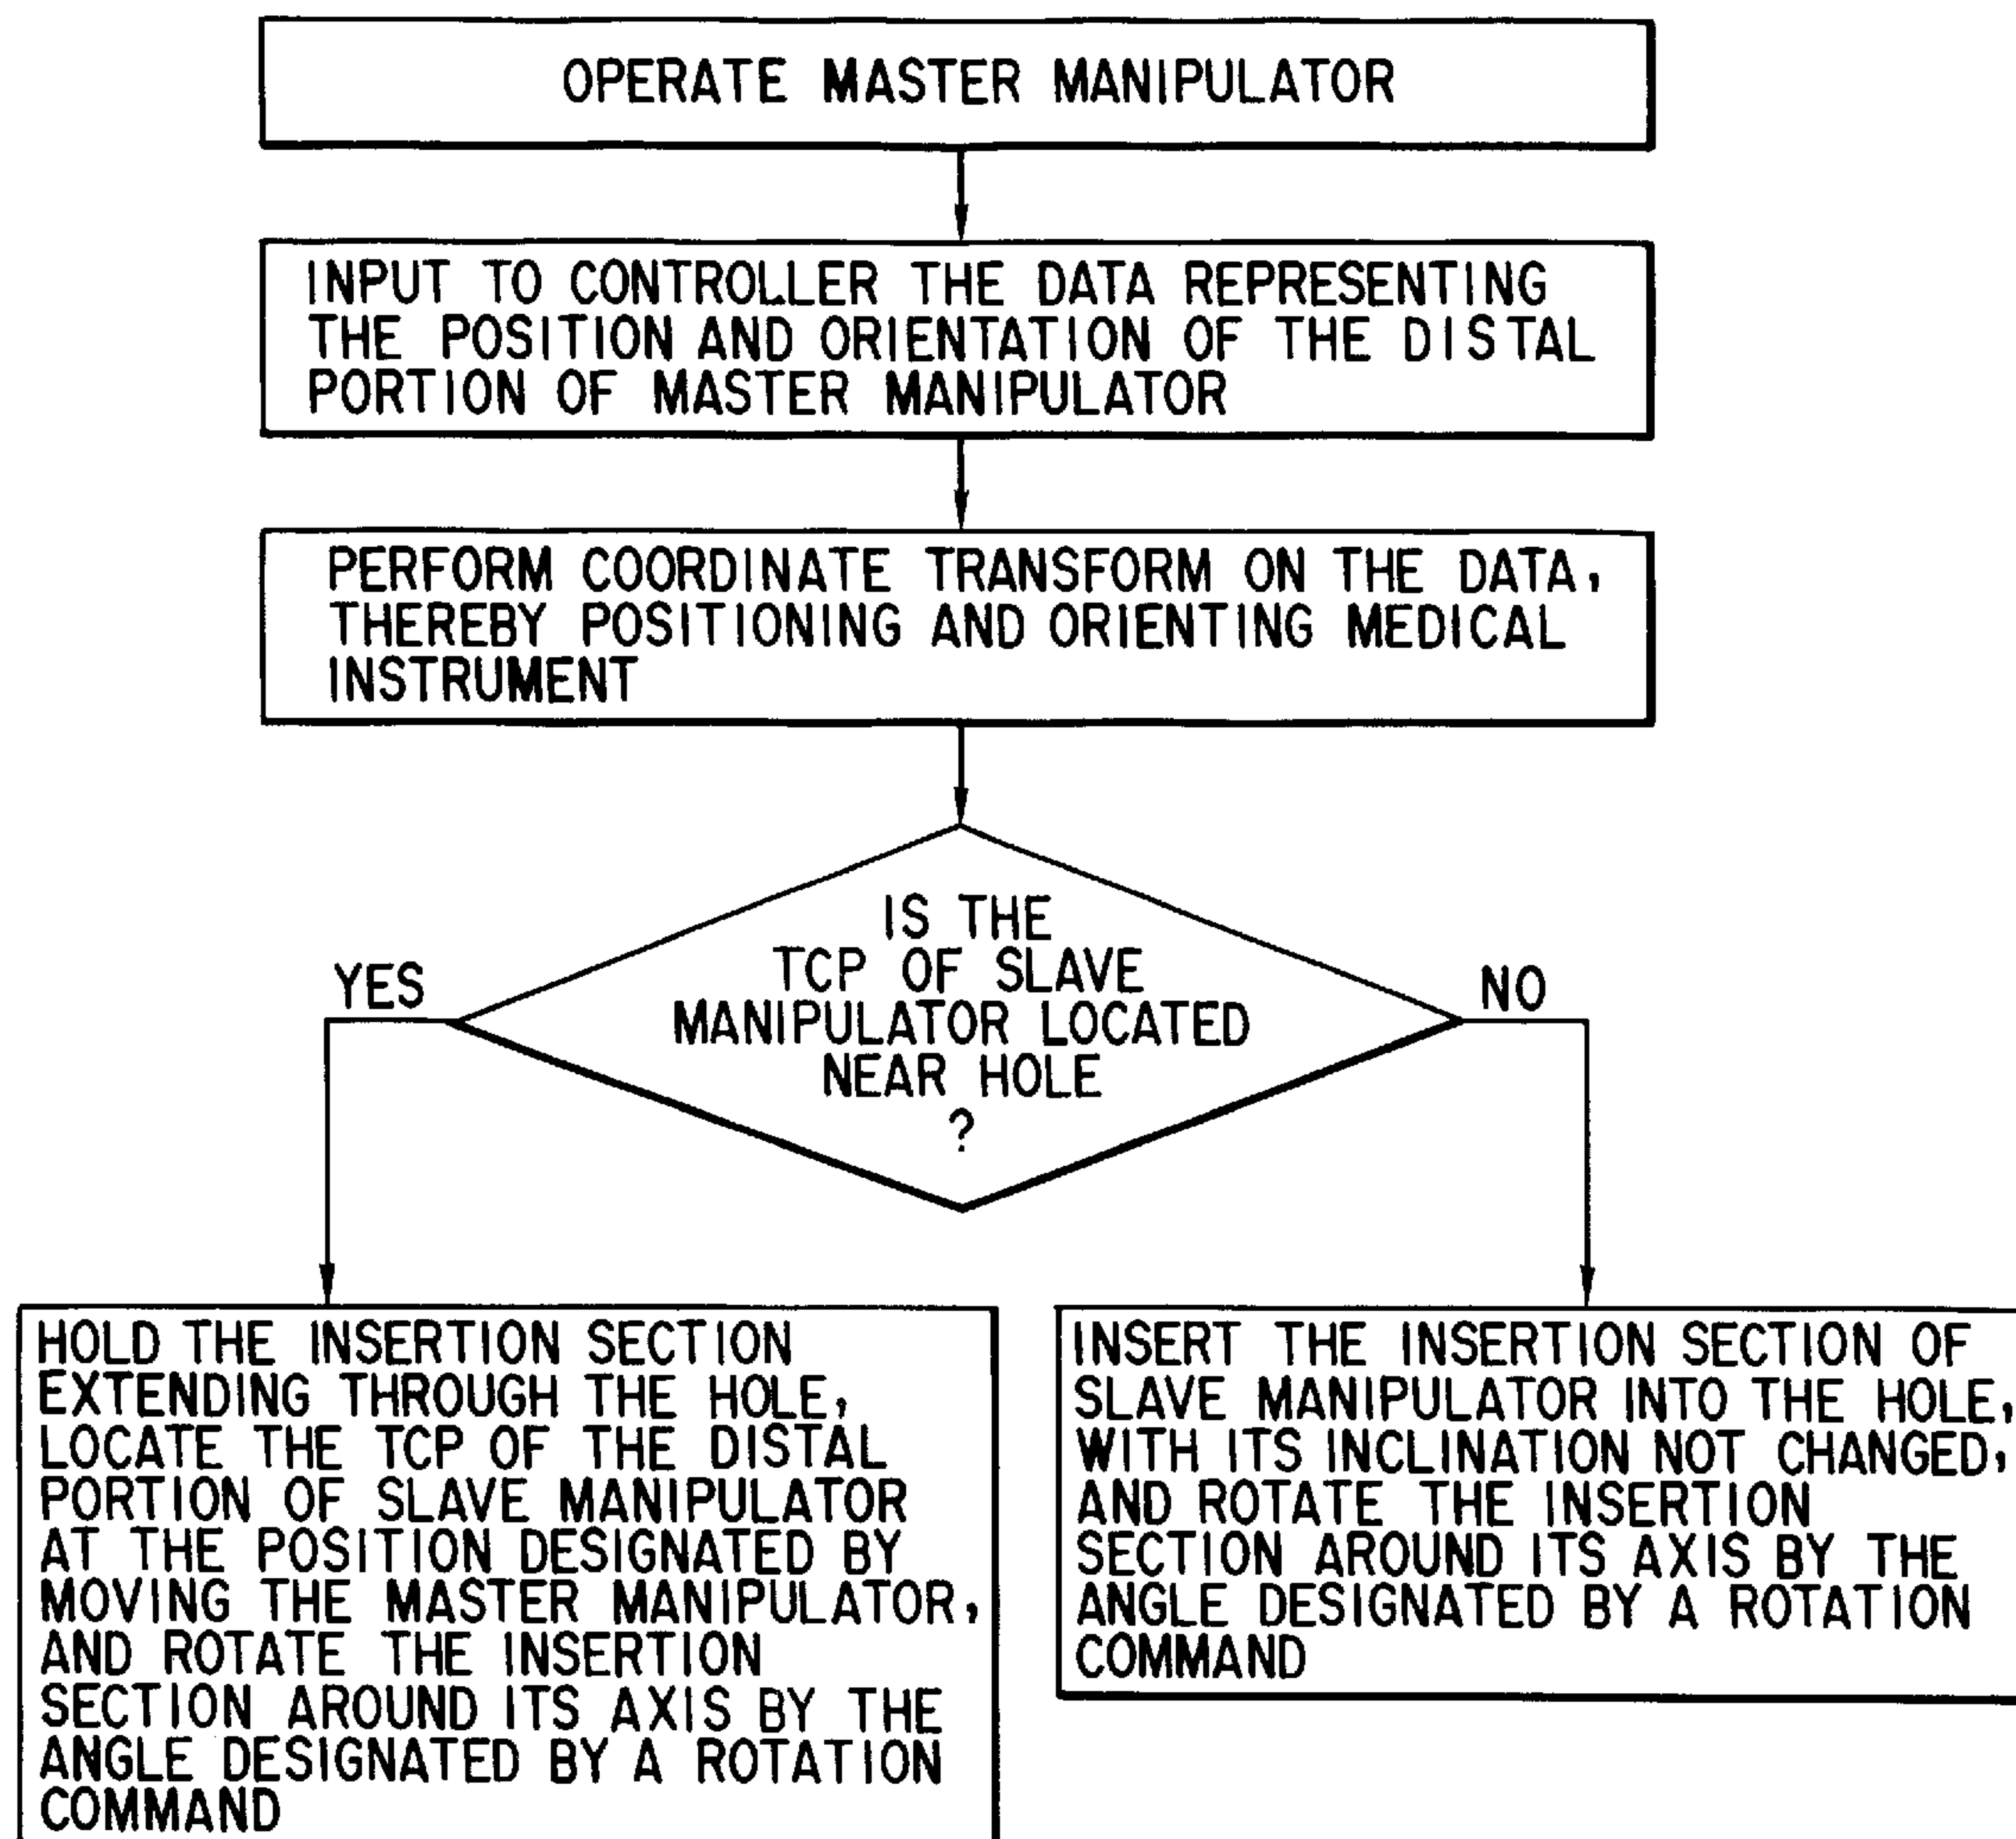 OPERATE MASTER MANIPULATOR
INPUT TO CONTROLLER THE DATA REPRESENTING
THE POSITION AND ORIENTATION OF THE DISTAL
PORTION OF MASTER MANIPULATOR
PERFORM COORDINATE TRANSFORM ON THE DATA,
THEREBY POSITIONING AND ORIENTING MEDICAL
INSTRUMENT
IS THE
TCP OF SLAVE
MANIPULATOR LOCATED
NEAR HOLE
?
YES
NO
HOLD THE INSERTION SECTION
EXTENDING THROUGH THE HOLE,
LOCATE THE TCP OF THE DISTAL
PORTION OF SLAVE MANIPULATOR
AT THE POSITION DESIGNATED BY
MOVING THE MASTER MANIPULATOR,
AND ROTATE THE INSERTION
SECTION AROUND ITS AXIS BY THE
ANGLE DESIGNATED BY A ROTATION
COMMAND
INSERT THE INSERTION SECTION OF
SLAVE MANIPULATOR INTO THE HOLE,
WITH ITS INCLINATION NOT CHANGED,
AND ROTATE THE INSERTION
SECTION AROUND ITS AXIS BY THE
ANGLE DESIGNATED BY A ROTATION
COMMAND